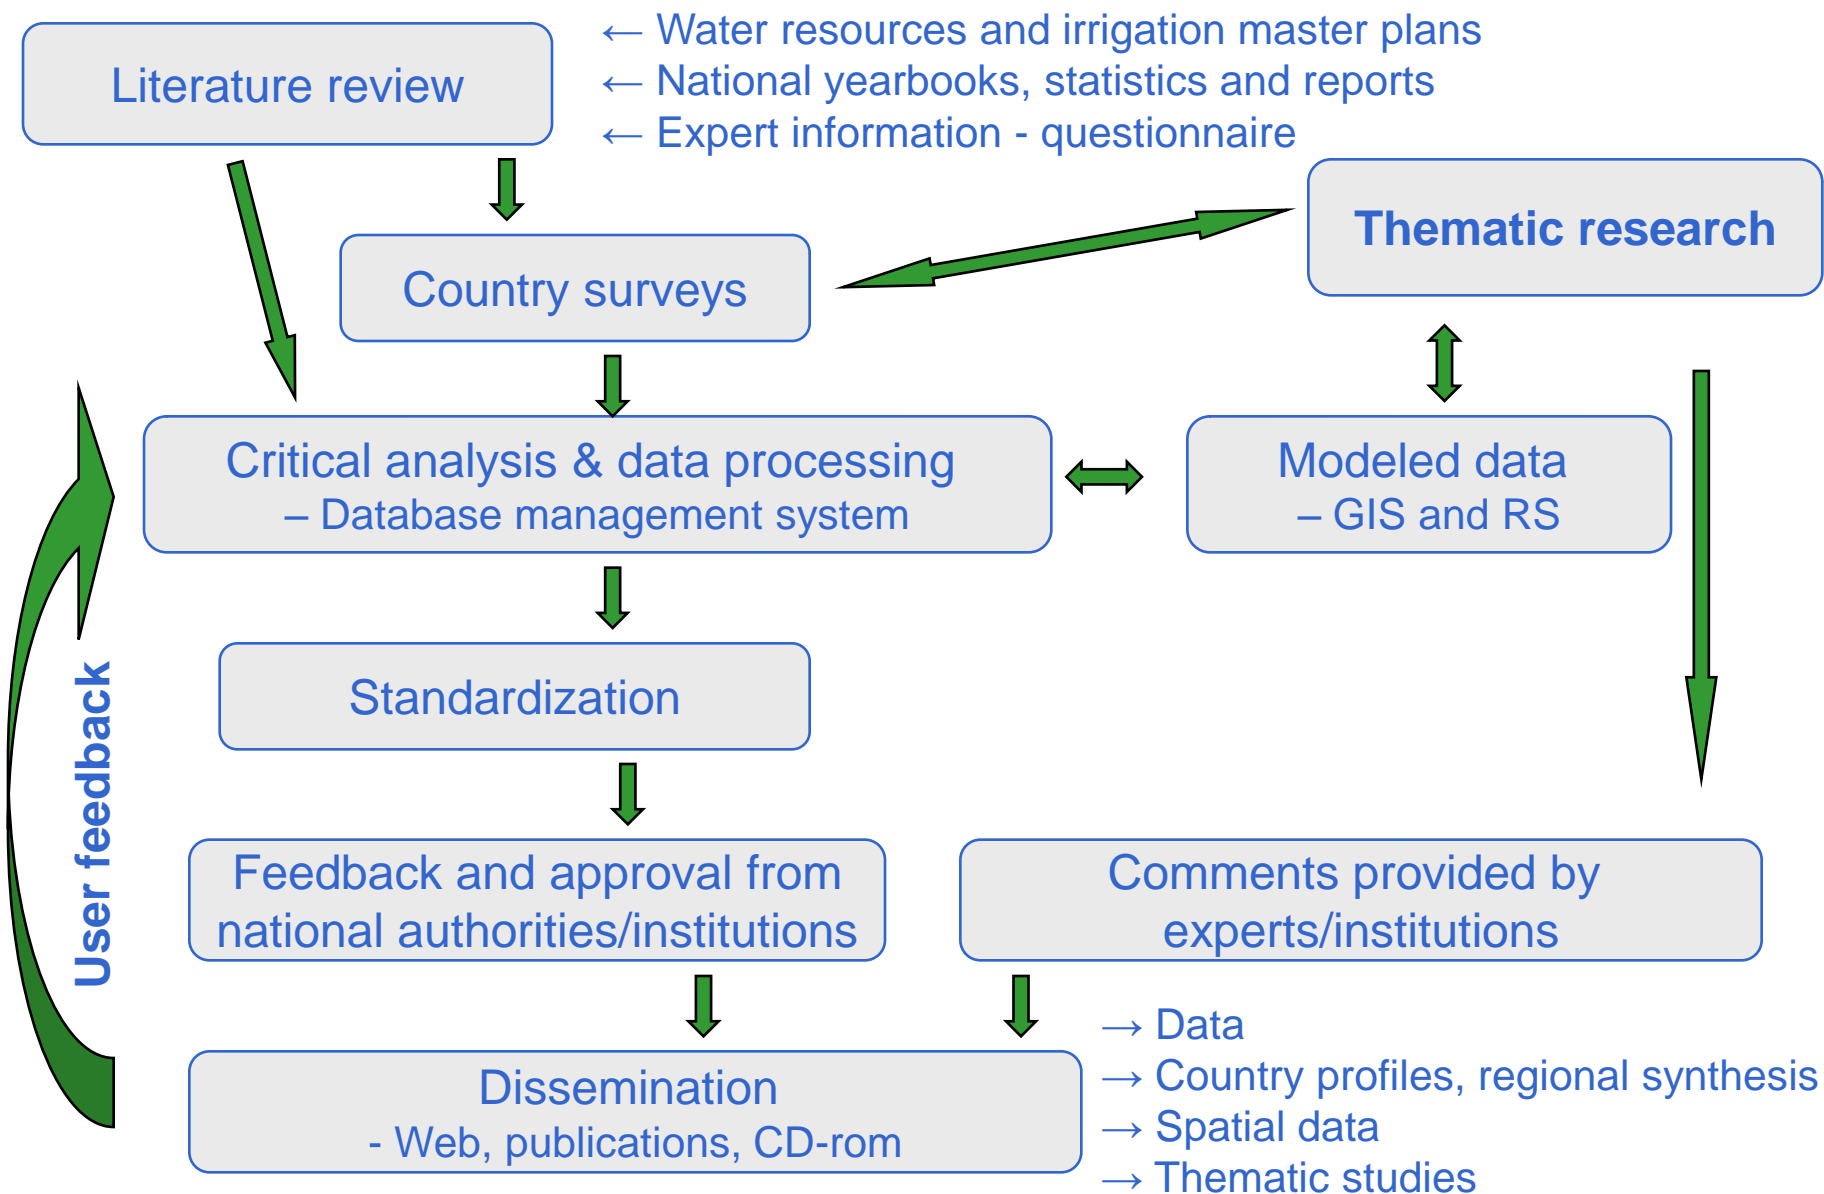 Literature review
← Water resources and irrigation master plans
← National yearbooks, statistics and reports
← Expert information - questionnaire
Thematic research
Country surveys
Critical analysis & data processing
– Database management system
Modeled data
– GIS and RS
Standardization
User feedback
Feedback and approval from
national authorities/institutions
Comments provided by
experts/institutions
Dissemination
- Web, publications, CD-rom
→ Data
→ Country profiles, regional synthesis
→ Spatial data
→ Thematic studies